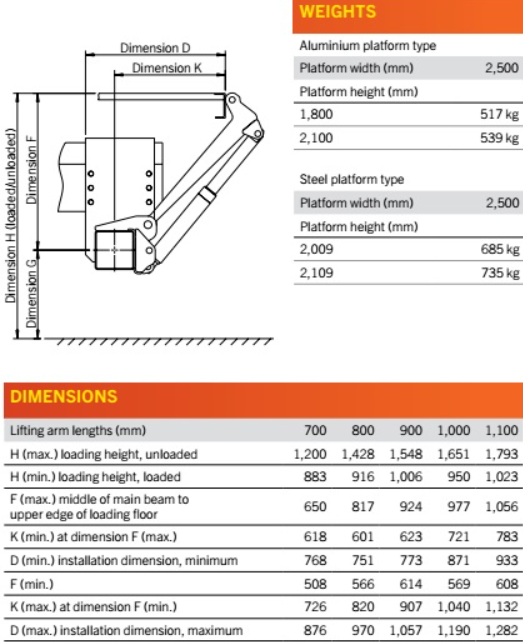 WEIGHTS
Aluminium platform type
Platform width (mm) 2,500
Platform height (mm)
1,800 517 kg
2,100 539 kg
Steel platform type
Platform width (mm) 2,500
Platform height (mm)
2,009 685 kg
2,109 735 kg
Dimension D
Dimension K
Dimension H (loaded/unloaded)
Dimension F
Dimension G
DIMENSIONS
Lifting arm lengths (mm) 700 800 900 1,000 1,100
H (max.) loading height, unloaded 1,200 1,428 1,548 1,651 1,793
H (min.) loading height, loaded 883 916 1,006 950 1,023
F (max.) middle of main beam to
upper edge of loading floor 650 817 924 977 1,056
K (min.) at dimension F (max.) 618 601 623 721 783
D (min.) installation dimension, minimum 768 751 773 871 933
F (min.) 508 566 614 569 608
K (max.) at dimension F (min.) 726 820 907 1,040 1,132
D (max.) installation dimension, maximum 876 970 1,057 1,190 1,282